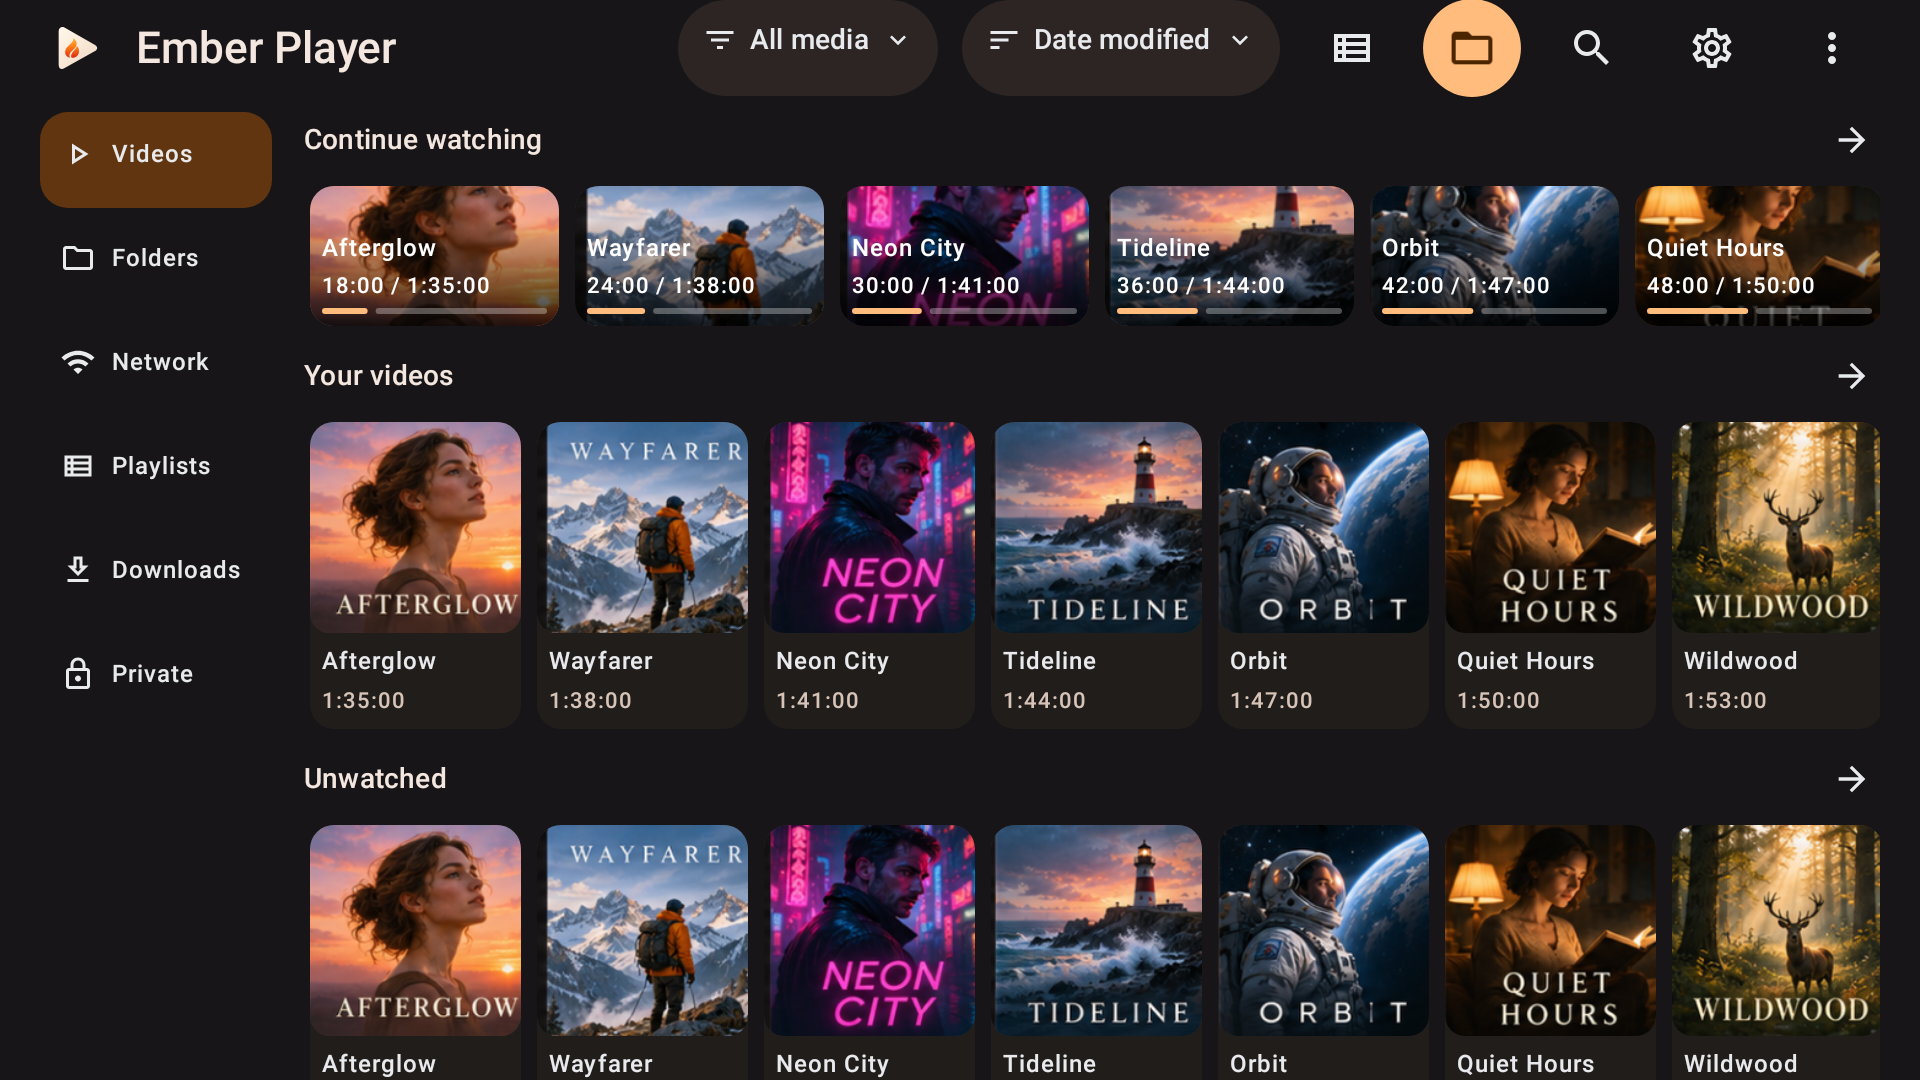 Ember Player
All media
Date modified
Videos
Folders
Network
Playlists
Downloads
Private
Continue watching
Afterglow
18:00 / 1:35:00
Wayfarer
24:00 / 1:38:00
Neon City
30:00 / 1:41:00
NEON
Tideline
36:00 / 1:44:00
Orbit
42:00 / 1:47:00
Quiet Hours
48:00 / 1:50:00
QUIET
Your videos
AFTERGLOW
Afterglow
1:35:00
WAYFARER
Wayfarer
1:38:00
NEON
CITY
Neon City
1:41:00
TIDELINE
Tideline
1:44:00
ORBIT
Orbit
1:47:00
QUIET
HOURS
Quiet Hours
1:50:00
WILDWOOD
Wildwood
1:53:00
Unwatched
AFTERGLOW
Afterglow
WAYFARER
Wayfarer
NEON
CITY
Neon City
TIDELINE
Tideline
ORBIT
Orbit
QUIET
HOURS
Quiet Hours
WILDWOOD
Wildwood